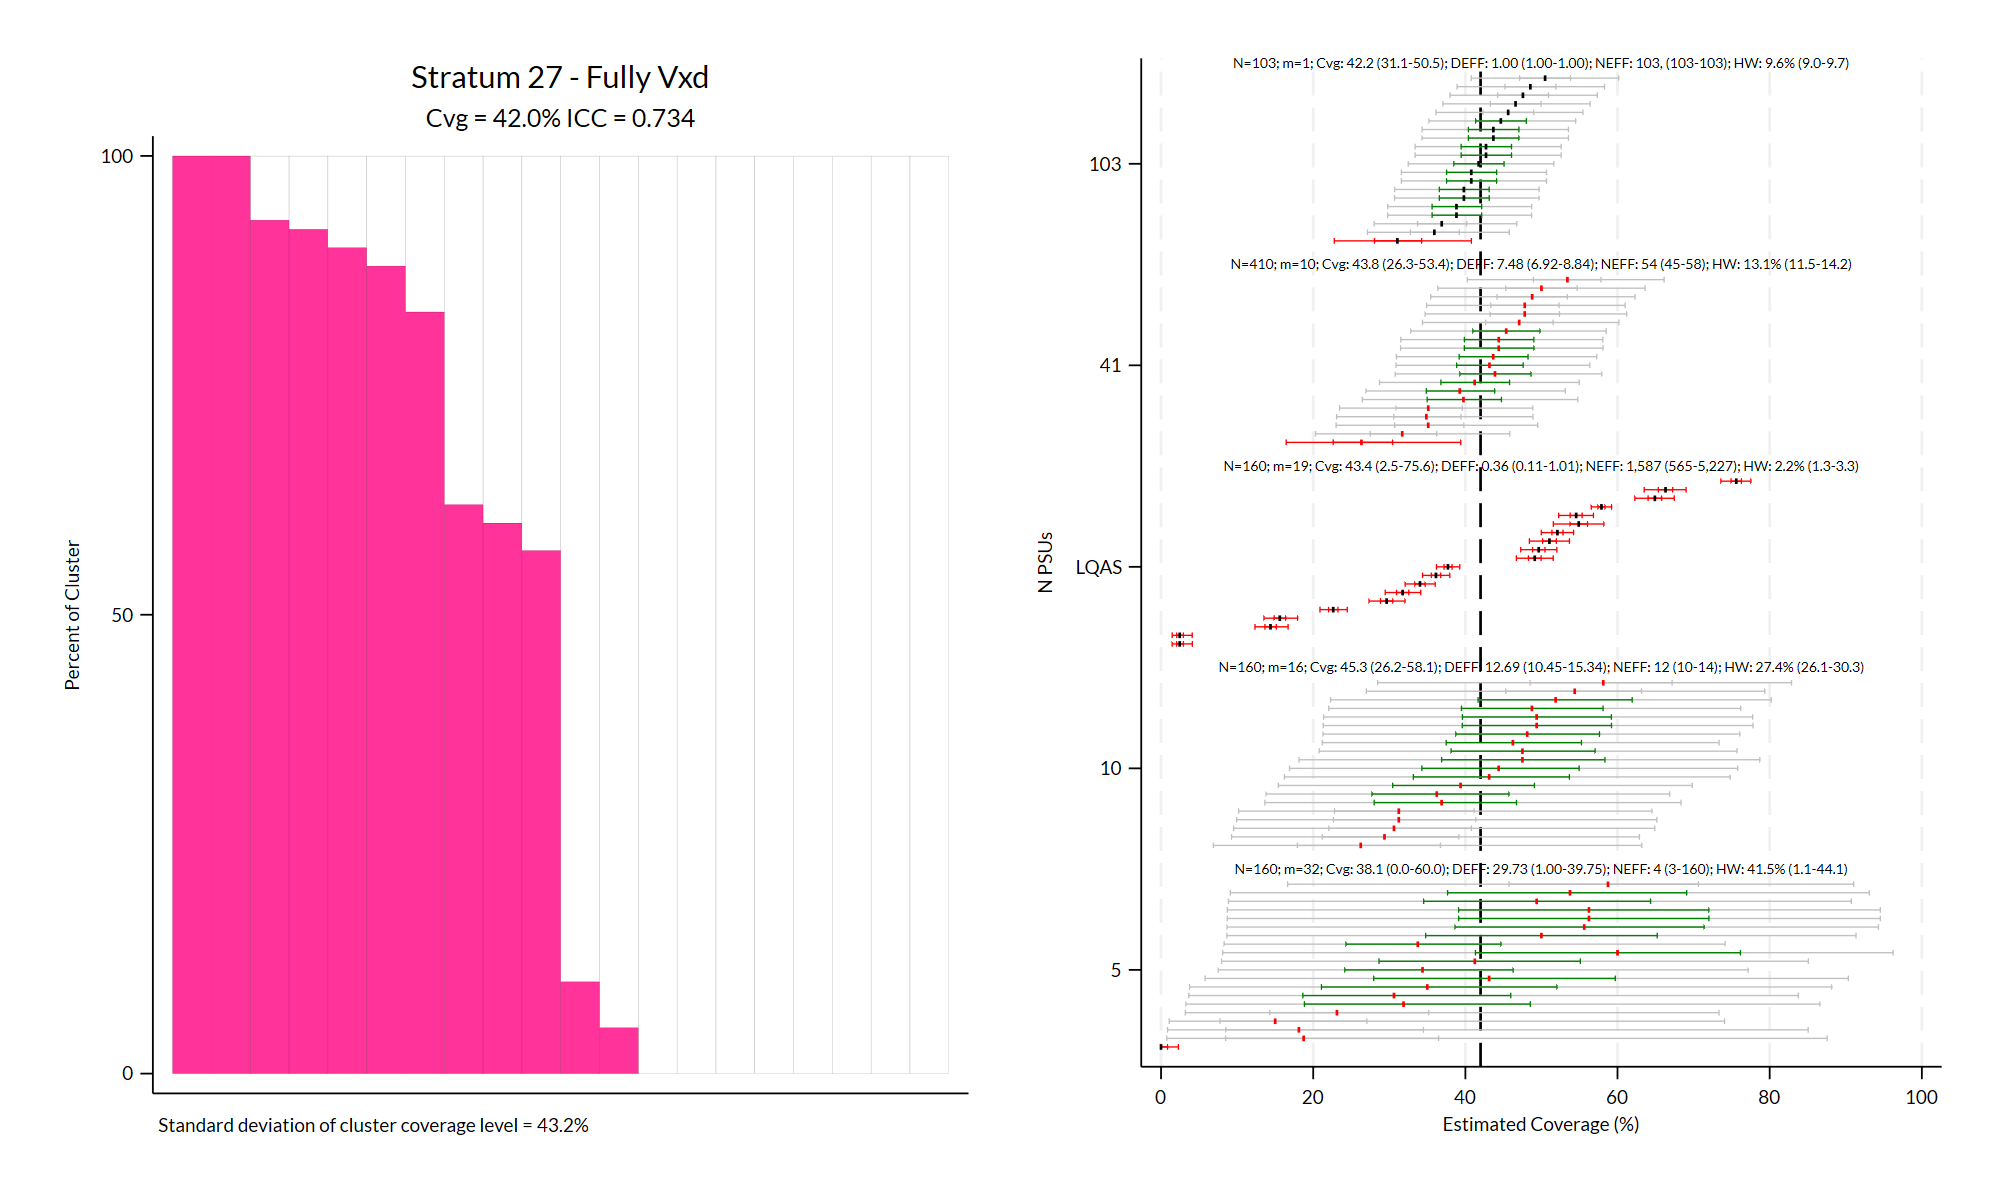 Stratum 27 - Fully Vxd
Cvg = 42.0% ICC = 0.734
100
50
0
Percent of Cluster
Standard deviation of cluster coverage level = 43.2%
N=103; m=1; Cvg: 42.2 (31.1-50.5); DEFF: 1.00 (1.00-1.00); NEFF: 103, (103-103); HW: 9.6% (9.0-9.7)
103
N=410; m=10; Cvg: 43.8 (26.3-53.4); DEFF: 7.48 (6.92-8.84); NEFF: 54 (45-58); HW: 13.1% (11.5-14.2)
41
N=160; m=19; Cvg: 43.4 (2.5-75.6); DEFF: 0.36 (0.11-1.01); NEFF: 1,587 (565-5,227); HW: 2.2% (1.3-3.3)
LQAS
N=160; m=16; Cvg: 45.3 (26.2-58.1); DEFF: 12.69 (10.45-15.34); NEFF: 12 (10-14); HW: 27.4% (26.1-30.3)
10
N=160; m=32; Cvg: 38.1 (0.0-60.0); DEFF: 29.73 (1.00-39.75); NEFF: 4 (3-160); HW: 41.5% (1.1-44.1)
5
N PSUs
0 20 40 60 80 100
Estimated Coverage (%)